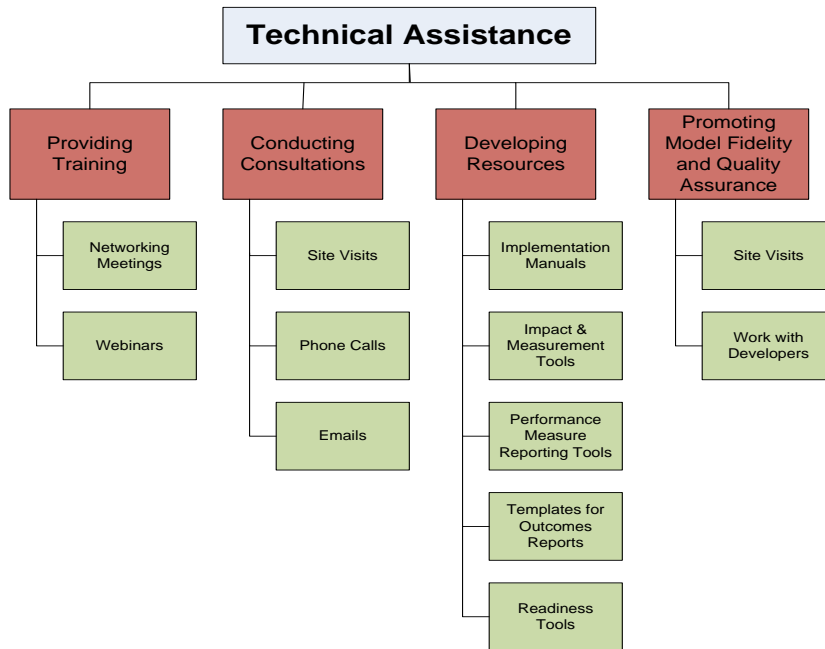 Technical Assistance
Providing
Training
Networking
Meetings
Webinars
Conducting
Consultations
Site Visits
Phone Calls
Emails
Developing
Resources
Implementation
Manuals
Impact &
Measurement
Tools
Performance
Measure
Reporting Tools
Templates for
Outcomes
Reports
Readiness
Tools
Promoting
Model Fidelity
and Quality
Assurance
Site Visits
Work with
Developers